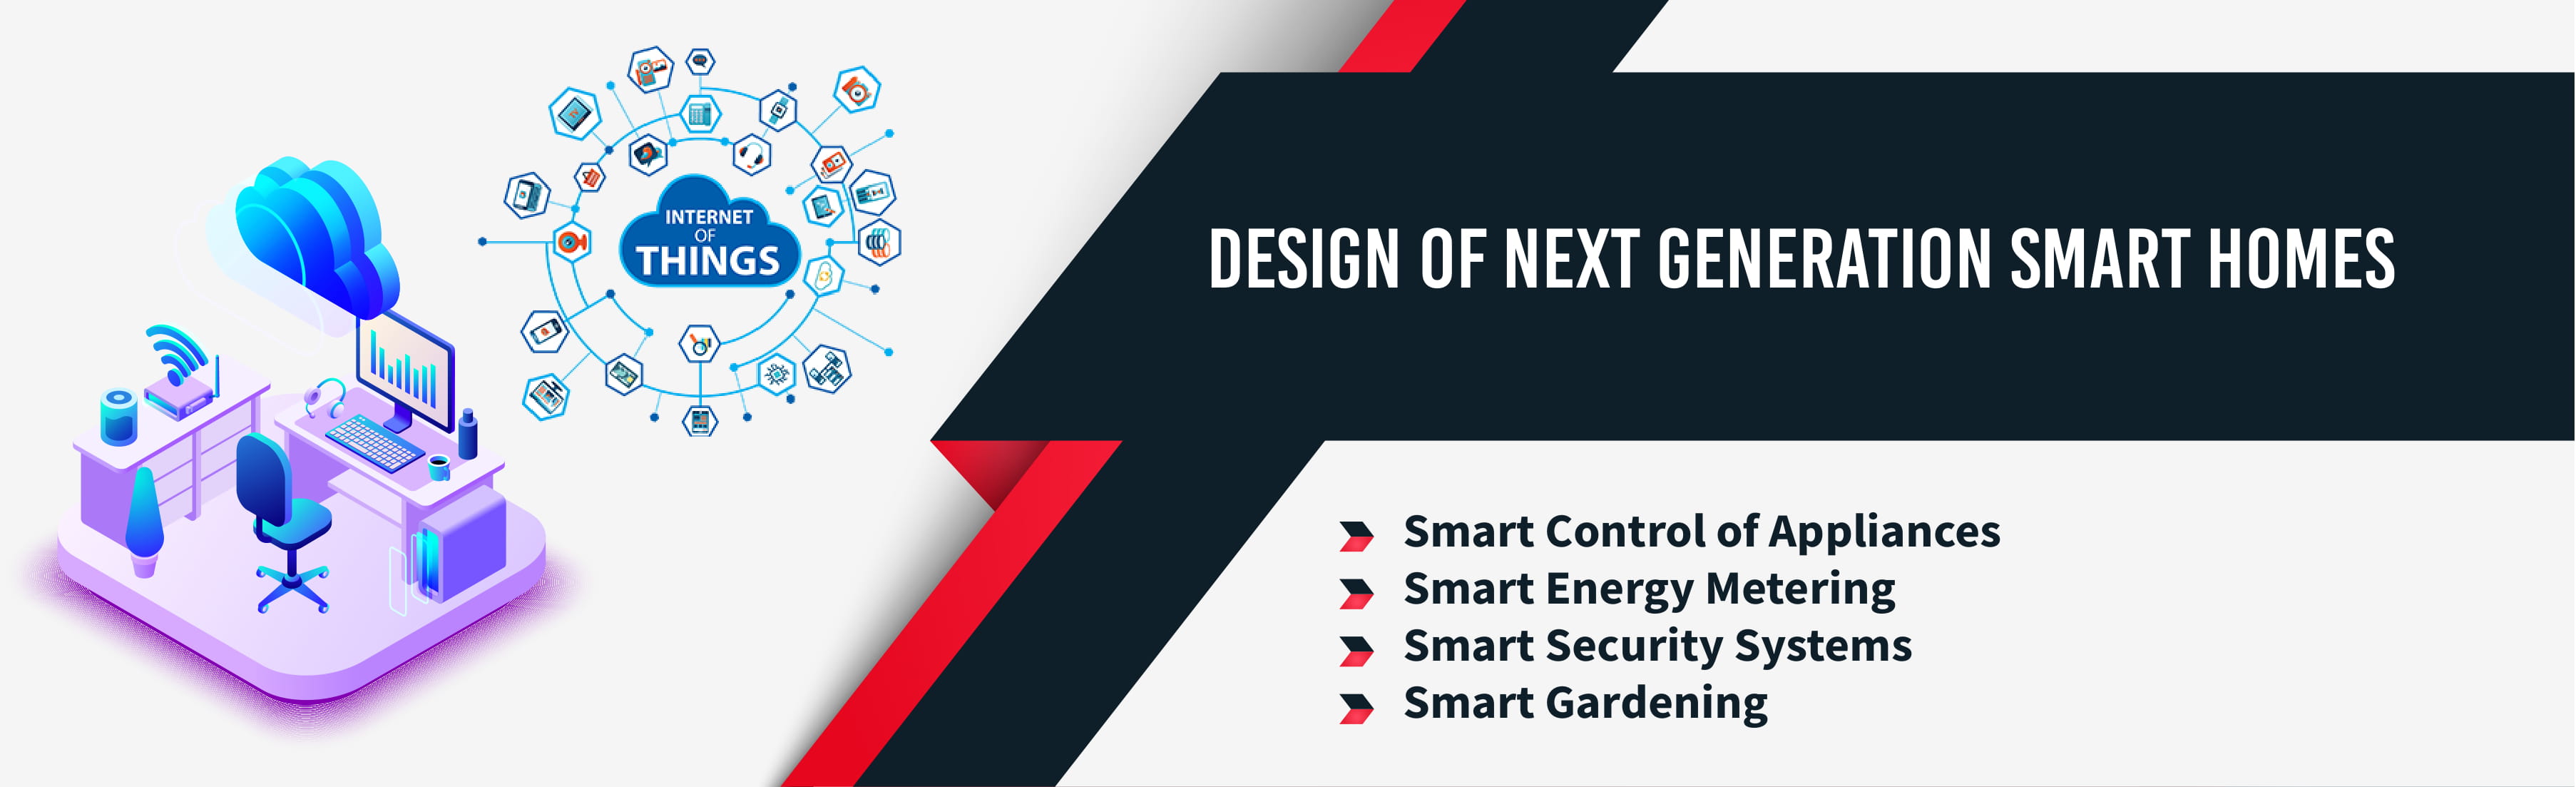 INTERNET
OF
THINGS
DESIGN OF NEXT GENERATION SMART HOMES
Smart Control of Appliances
Smart Energy Metering
Smart Security Systems
Smart Gardening